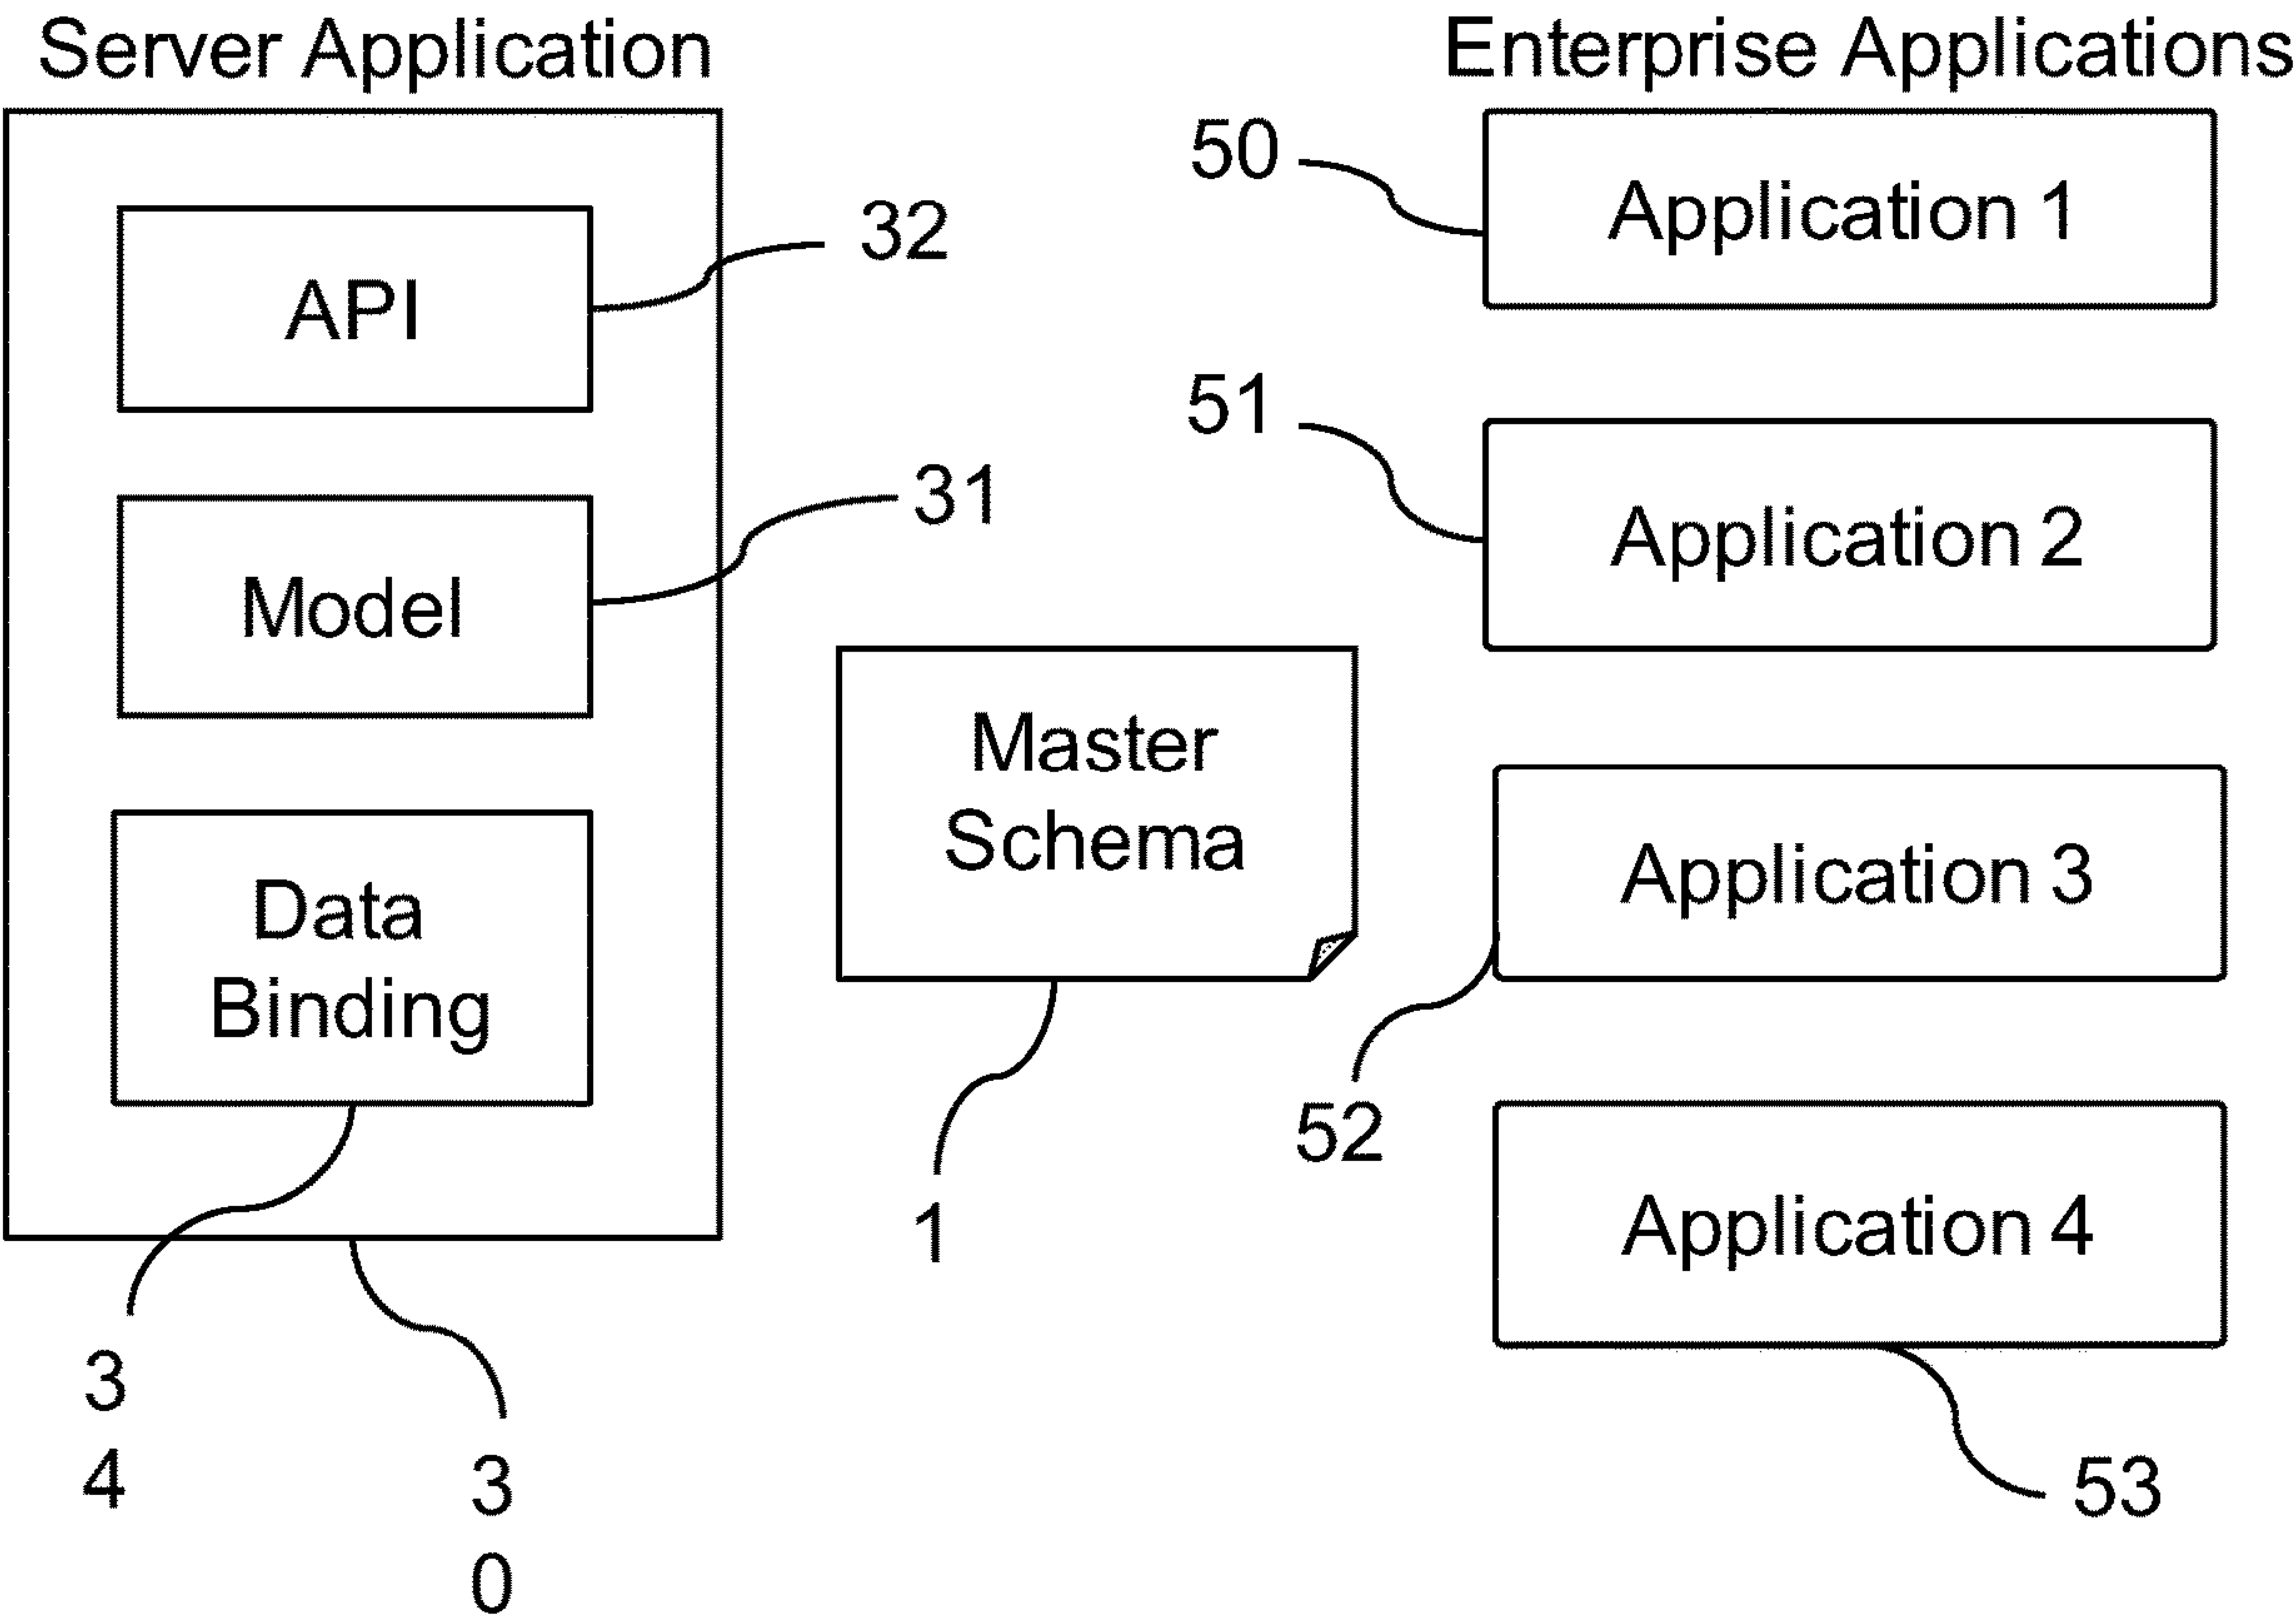 Server Application
Enterprise Applications
50
Application 1
32
API
51
Application 2
31
Model
Master
Schema
Application 3
Data
Binding
52
1
Application 4
3
4
3
0
53